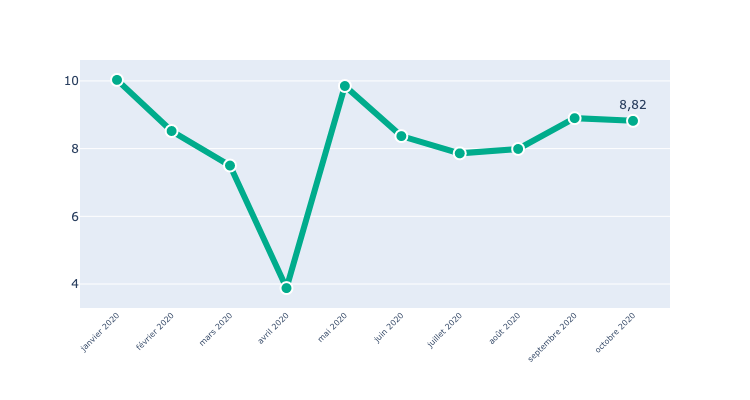 10
8,82
8
6
4
janvier 2020
février 2020
mars 2020
avril 2020
mai 2020
juin 2020
juillet 2020
août 2020
septembre 2020
octobre 2020